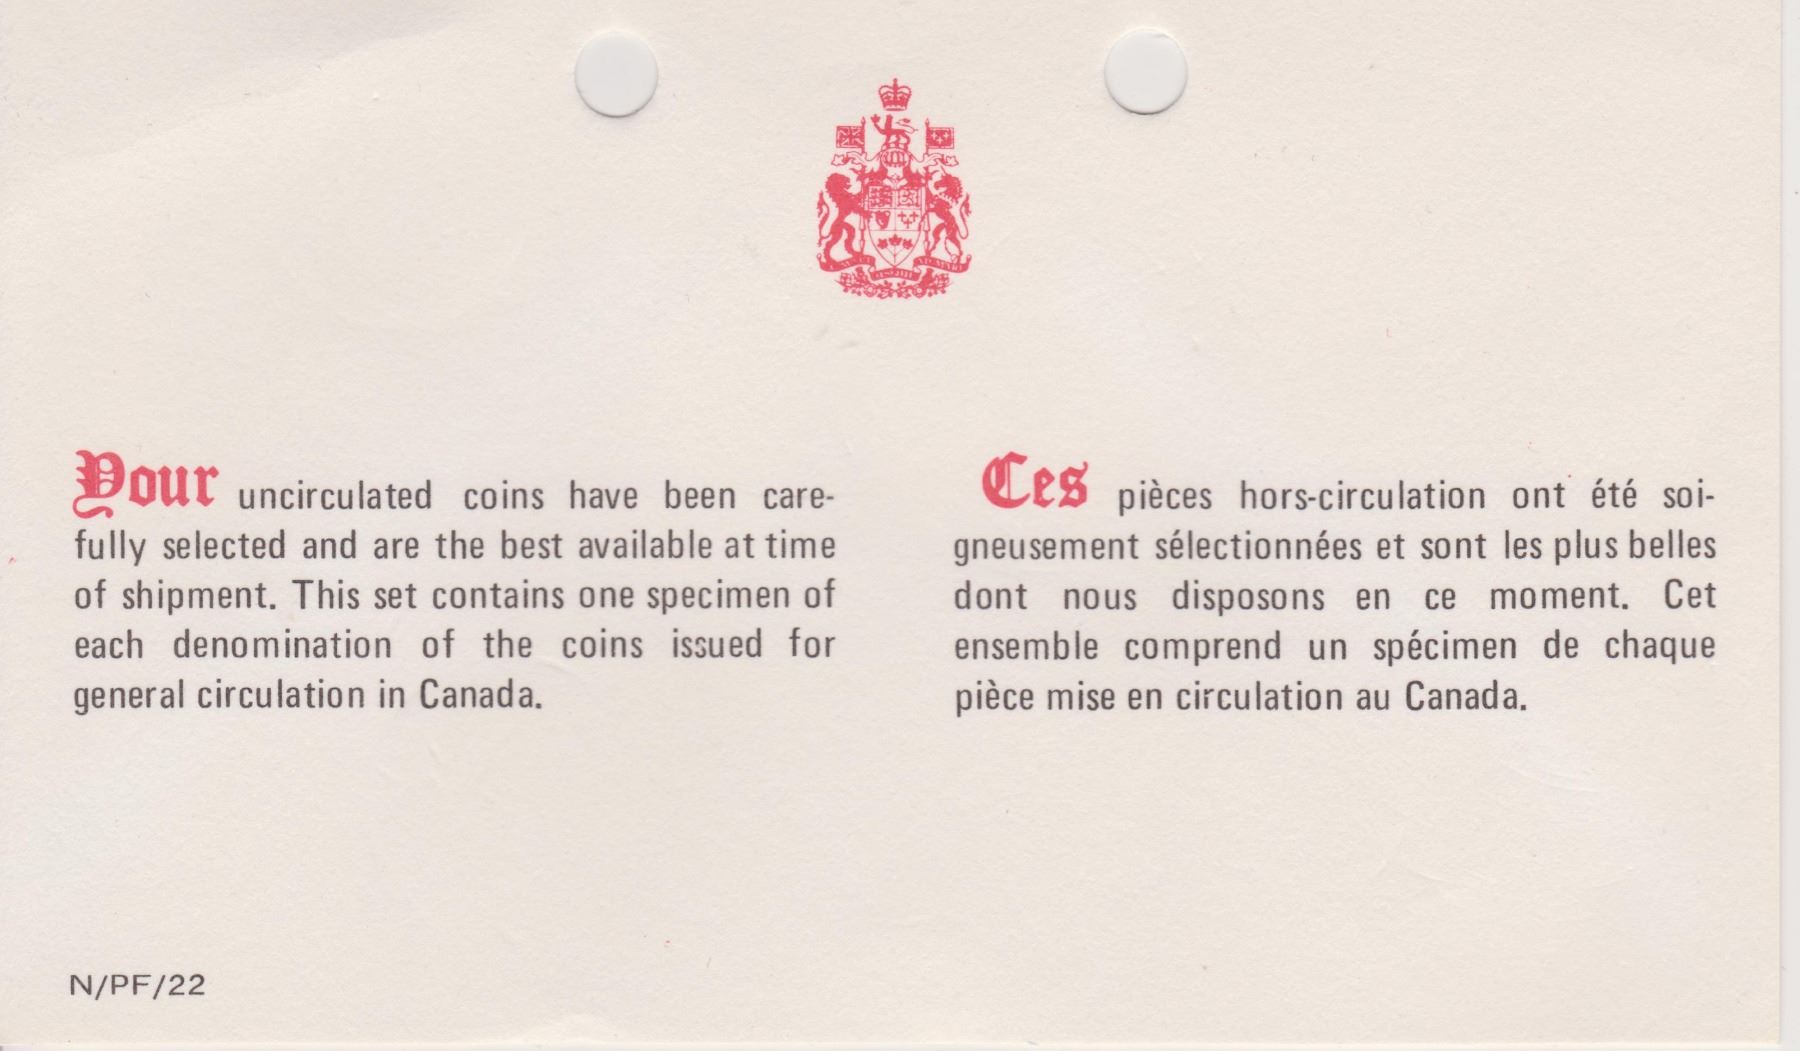 Your uncirculated coins have been care-
fully selected and are the best available at time
of shipment. This set contains one specimen of
each denomination of the coins issued for
general circulation in Canada.
Ces pièces hors-circulation ont été soi-
gneusement sélectionnées et sont les plus belles
dont nous disposons en ce moment. Cet
ensemble comprend un spécimen de chaque
pièce mise en circulation au Canada.
N/PF/22